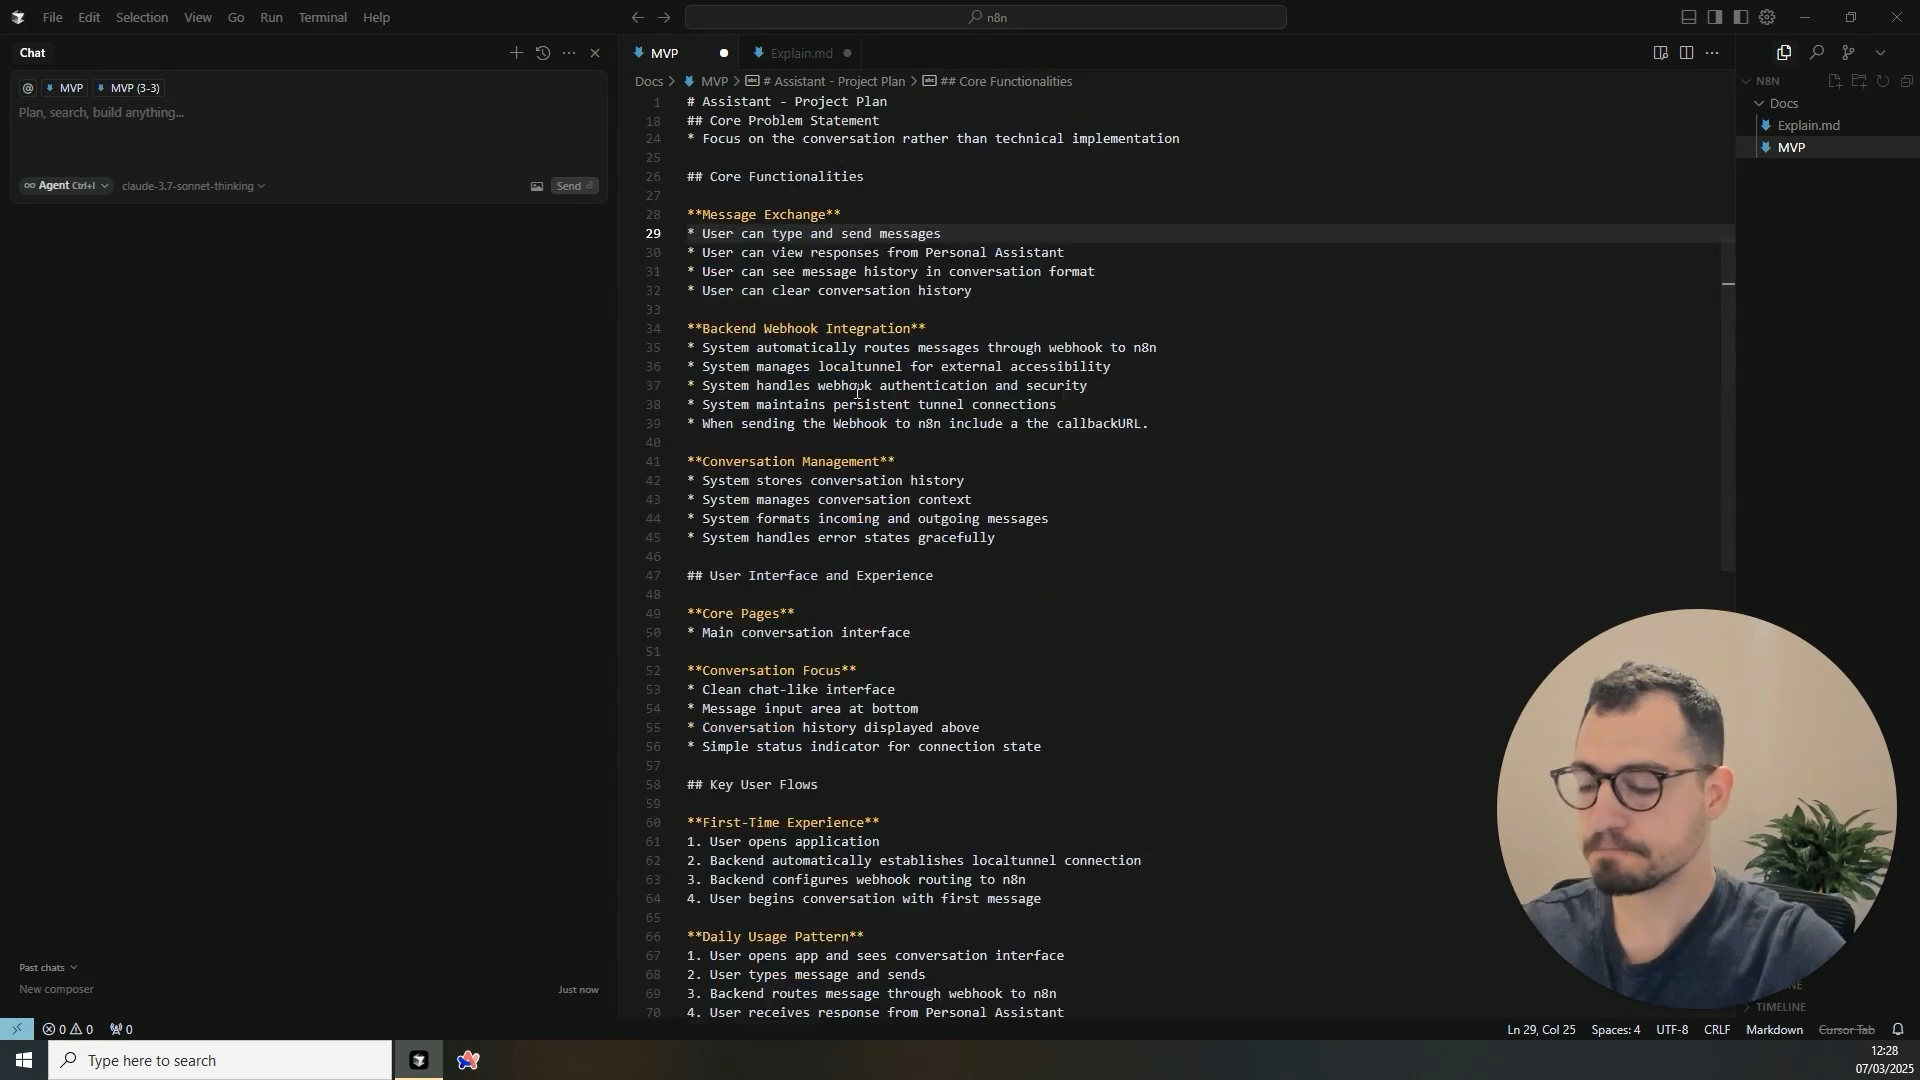 File Edit Selection View Go Run Terminal Help
n8n
Chat
@ MVP MVP (3-3)
Plan, search, build anything...
Agent Ctrl+I claude-3.7-sonnet-thinking Send
Past chats
New composer Just now
MVP Explain.md
Docs > MVP > # Assistant - Project Plan > ## Core Functionalities
1 # Assistant - Project Plan
18 ## Core Problem Statement
24 * Focus on the conversation rather than technical implementation
25
26 ## Core Functionalities
27
28 **Message Exchange**
29 * User can type and send messages
30 * User can view responses from Personal Assistant
31 * User can see message history in conversation format
32 * User can clear conversation history
33
34 **Backend Webhook Integration**
35 * System automatically routes messages through webhook to n8n
36 * System manages localtunnel for external accessibility
37 * System handles webhook authentication and security
38 * System maintains persistent tunnel connections
39 * When sending the Webhook to n8n include a the callbackURL.
40
41 **Conversation Management**
42 * System stores conversation history
43 * System manages conversation context
44 * System formats incoming and outgoing messages
45 * System handles error states gracefully
46
47 ## User Interface and Experience
48
49 **Core Pages**
50 * Main conversation interface
51
52 **Conversation Focus**
53 * Clean chat-like interface
54 * Message input area at bottom
55 * Conversation history displayed above
56 * Simple status indicator for connection state
57
58 ## Key User Flows
59
60 **First-Time Experience**
61 1. User opens application
62 2. Backend automatically establishes localtunnel connection
63 3. Backend configures webhook routing to n8n
64 4. User begins conversation with first message
65
66 **Daily Usage Pattern**
67 1. User opens app and sees conversation interface
68 2. User types message and sends
69 3. Backend routes message through webhook to n8n
70 4. User receives response from Personal Assistant
N8N
Docs
Explain.md
MVP
TIMELINE
0 0 0
Ln 29, Col 25 Spaces: 4 UTF-8 CRLF Markdown Cursor Tab
Type here to search
12:28
07/03/2025